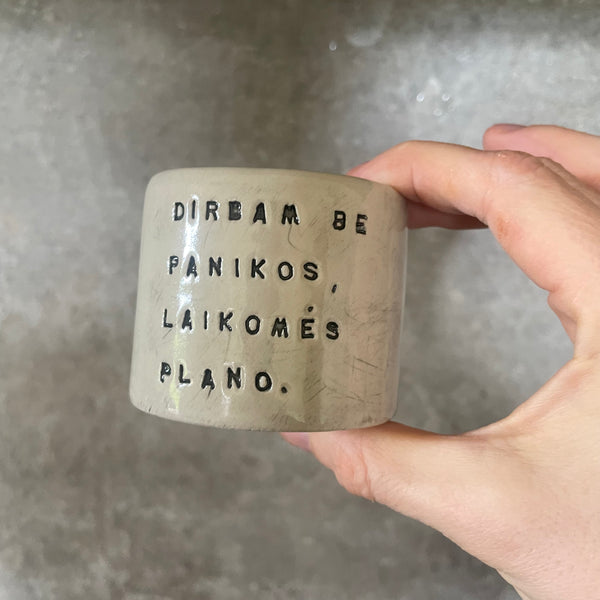 DIRBAM BE
PANIKOS,
LAIKOMĖS
PLANO.